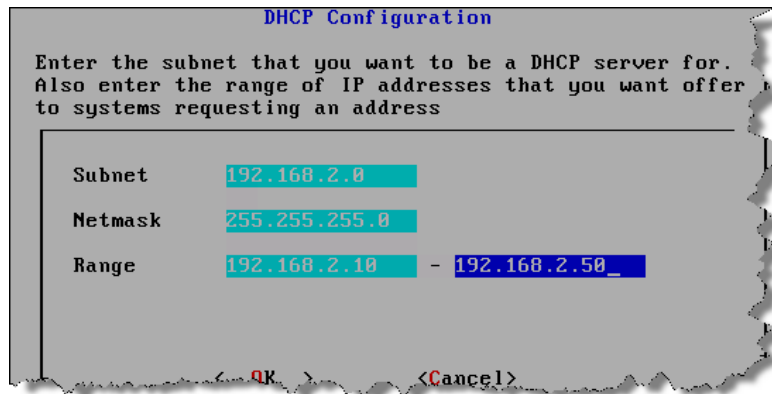 DHCP Configuration
Enter the subnet that you want to be a DHCP server for.
Also enter the range of IP addresses that you want offer
to systems requesting an address
Subnet 192.168.2.0
Netmask 255.255.255.0
Range 192.168.2.10 - 192.168.2.50_
< OK > <Cancel>